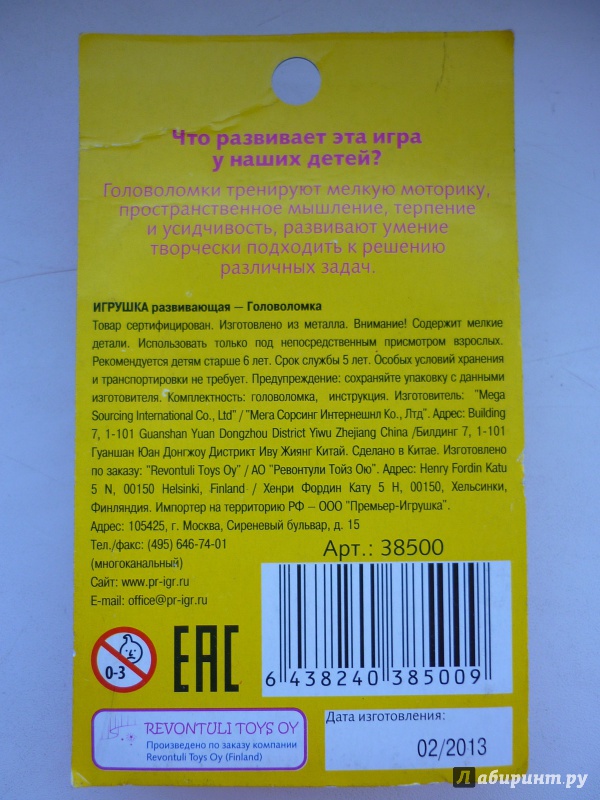 Что развивает эта игра
у наших детей?
Головоломки тренируют мелкую моторику,
пространственное мышление, терпение
и усидчивость, развивают умение
творчески подходить к решению
различных задач.
ИГРУШКА развивающая – Головоломка
Товар сертифицирован. Изготовлено из металла. Внимание! Содержит мелкие
детали. Использовать только под непосредственным присмотром взрослых.
Рекомендуется детям старше 6 лет. Срок службы 5 лет. Особых условий хранения
и транспортировки не требует. Предупреждение: сохраняйте упаковку с данными
изготовителя. Комплектность: головоломка, инструкция. Изготовитель: "Mega
Sourcing International Co., Ltd" / "Мега Сорсинг Интернешнл Ко., Лтд". Адрес: Building
7, 1-101 Guanshan Yuan Dongzhou District Yiwu Zhejiang China /Билдинг 7, 1-101
Гуаншан Юан Донгжоу Дистрикт Иву Жиянг Китай. Сделано в Китае. Изготовлено
по заказу: "Revontuli Toys Oy" / АО "Ревонтули Тойз Ою". Адрес: Henry Fordin Katu
5 N, 00150 Helsinki, Finland / Хенри Фордин Кату 5 Н, 00150, Хельсинки,
Финляндия. Импортер на территорию РФ – ООО "Премьер-Игрушка".
Адрес: 105425, г. Москва, Сиреневый бульвар, д. 15
Тел./факс: (495) 646-74-01
(многоканальный)
Сайт: www.pr-igr.ru
E-mail: office@pr-igr.ru
Арт.: 38500
6 438240 385009
0-3
EAC
REVONTULI TOYS OY
Произведено по заказу компании
Revontuli Toys Oy (Finland)
Дата изготовления:
02/2013
Лабиринт.ру